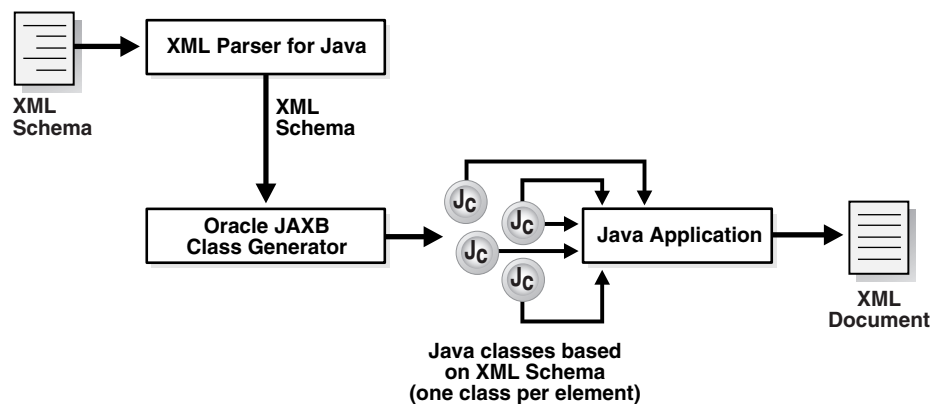 XML Parser for Java
XML
Schema
XML
Schema
Oracle JAXB
Class Generator
Jc
Jc
Jc
Jc
Java Application
XML
Document
Java classes based
on XML Schema
(one class per element)